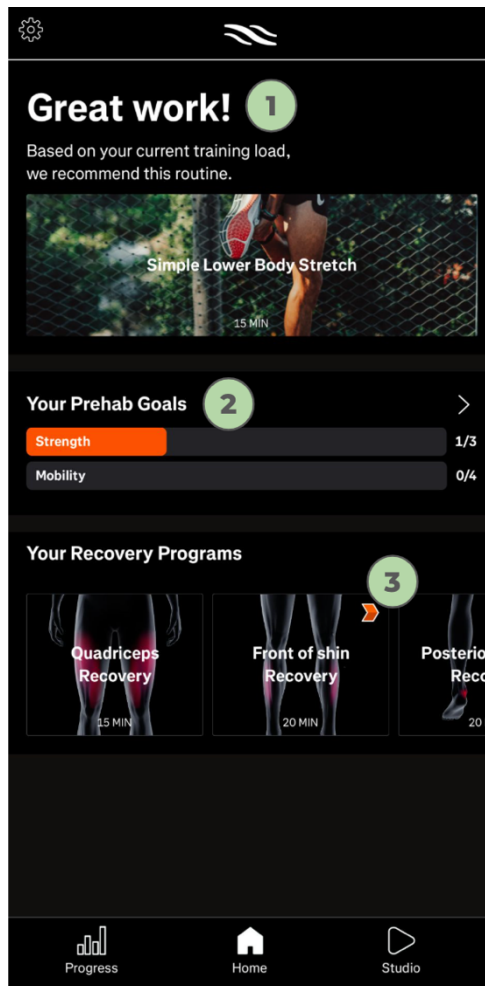 Great work! 1
Based on your current training load,
we recommend this routine.
Simple Lower Body Stretch
15 MIN
Your Prehab Goals 2
Strength 1/3
Mobility 0/4
Your Recovery Programs
3
Quadriceps
Recovery
15 MIN
Front of shin
Recovery
20 MIN
Posterio
Reco
20
Progress
Home
Studio